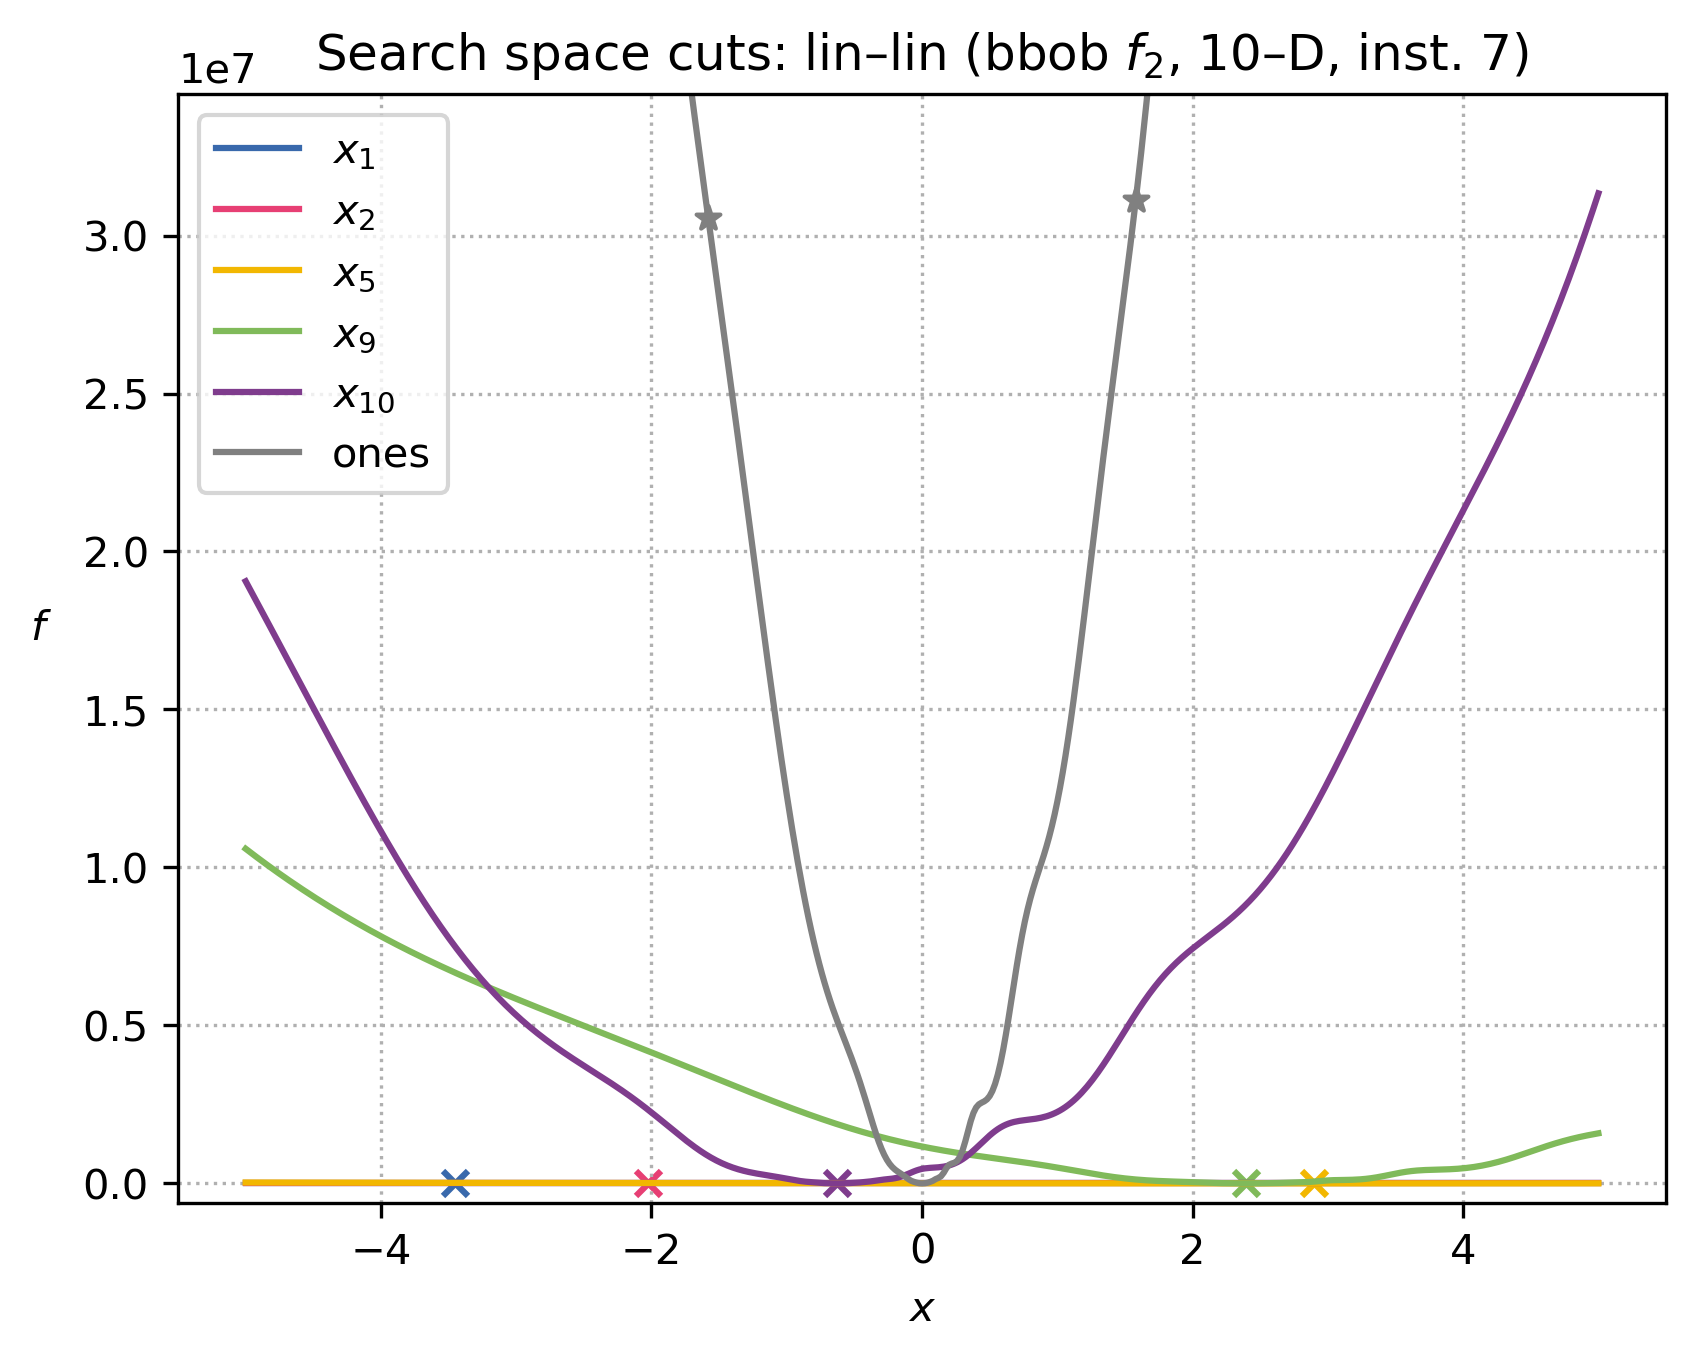 Search space cuts: lin–lin (bbob f₂, 10–D, inst. 7)
1e7
x₁
x₂
x₅
x₉
x₁₀
ones
3.0
2.5
2.0
1.5
1.0
0.5
0.0
f
−4 −2 0 2 4
x